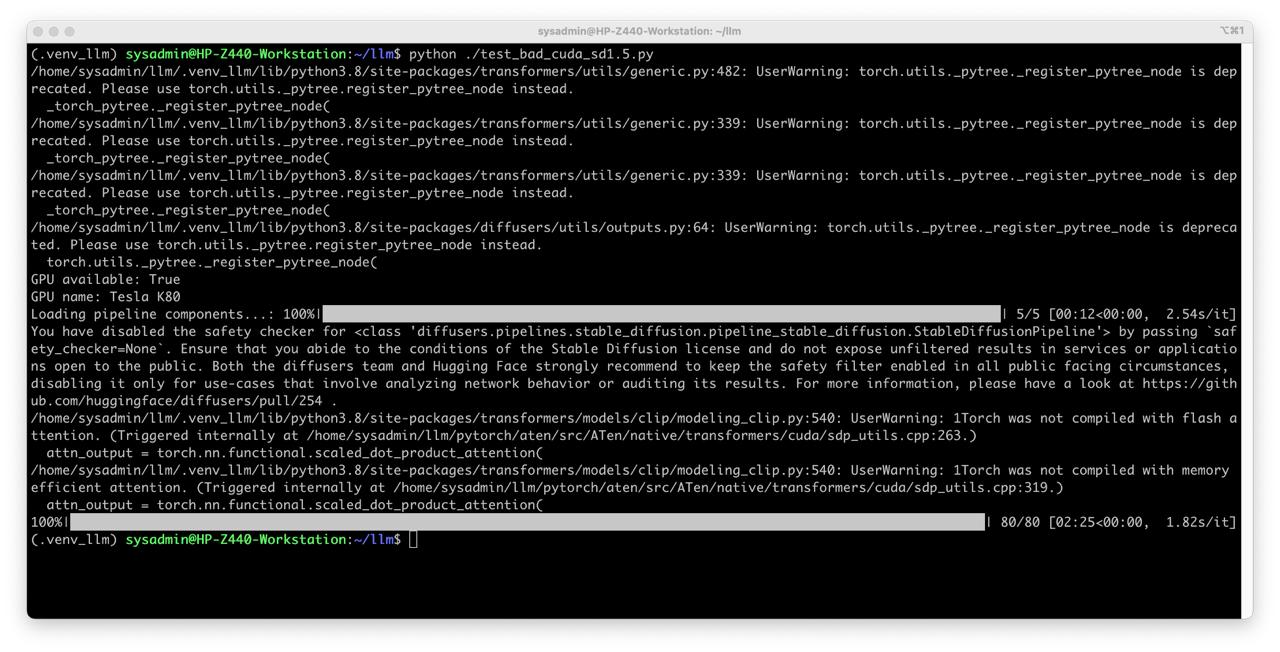 sysadmin@HP-Z440-Workstation: ~/llm
⌥⌘1
(.venv_llm) sysadmin@HP-Z440-Workstation:~/llm$ python ./test_bad_cuda_sd1.5.py
/home/sysadmin/llm/.venv_llm/lib/python3.8/site-packages/transformers/utils/generic.py:482: UserWarning: torch.utils._pytree._register_pytree_node is dep
recated. Please use torch.utils._pytree.register_pytree_node instead.
  _torch_pytree._register_pytree_node(
/home/sysadmin/llm/.venv_llm/lib/python3.8/site-packages/transformers/utils/generic.py:339: UserWarning: torch.utils._pytree._register_pytree_node is dep
recated. Please use torch.utils._pytree.register_pytree_node instead.
  _torch_pytree._register_pytree_node(
/home/sysadmin/llm/.venv_llm/lib/python3.8/site-packages/transformers/utils/generic.py:339: UserWarning: torch.utils._pytree._register_pytree_node is dep
recated. Please use torch.utils._pytree.register_pytree_node instead.
  _torch_pytree._register_pytree_node(
/home/sysadmin/llm/.venv_llm/lib/python3.8/site-packages/diffusers/utils/outputs.py:64: UserWarning: torch.utils._pytree._register_pytree_node is depreca
ted. Please use torch.utils._pytree.register_pytree_node instead.
  torch.utils._pytree._register_pytree_node(
GPU available: True
GPU name: Tesla K80
Loading pipeline components...: 100%| | 5/5 [00:12<00:00,  2.54s/it]
You have disabled the safety checker for <class 'diffusers.pipelines.stable_diffusion.pipeline_stable_diffusion.StableDiffusionPipeline'> by passing `saf
ety_checker=None`. Ensure that you abide to the conditions of the Stable Diffusion license and do not expose unfiltered results in services or applicatio
ns open to the public. Both the diffusers team and Hugging Face strongly recommend to keep the safety filter enabled in all public facing circumstances,
disabling it only for use-cases that involve analyzing network behavior or auditing its results. For more information, please have a look at https://gith
ub.com/huggingface/diffusers/pull/254 .
/home/sysadmin/llm/.venv_llm/lib/python3.8/site-packages/transformers/models/clip/modeling_clip.py:540: UserWarning: 1Torch was not compiled with flash a
ttention. (Triggered internally at /home/sysadmin/llm/pytorch/aten/src/ATen/native/transformers/cuda/sdp_utils.cpp:263.)
  attn_output = torch.nn.functional.scaled_dot_product_attention(
/home/sysadmin/llm/.venv_llm/lib/python3.8/site-packages/transformers/models/clip/modeling_clip.py:540: UserWarning: 1Torch was not compiled with memory
efficient attention. (Triggered internally at /home/sysadmin/llm/pytorch/aten/src/ATen/native/transformers/cuda/sdp_utils.cpp:319.)
  attn_output = torch.nn.functional.scaled_dot_product_attention(
100%| | 80/80 [02:25<00:00,  1.82s/it]
(.venv_llm) sysadmin@HP-Z440-Workstation:~/llm$